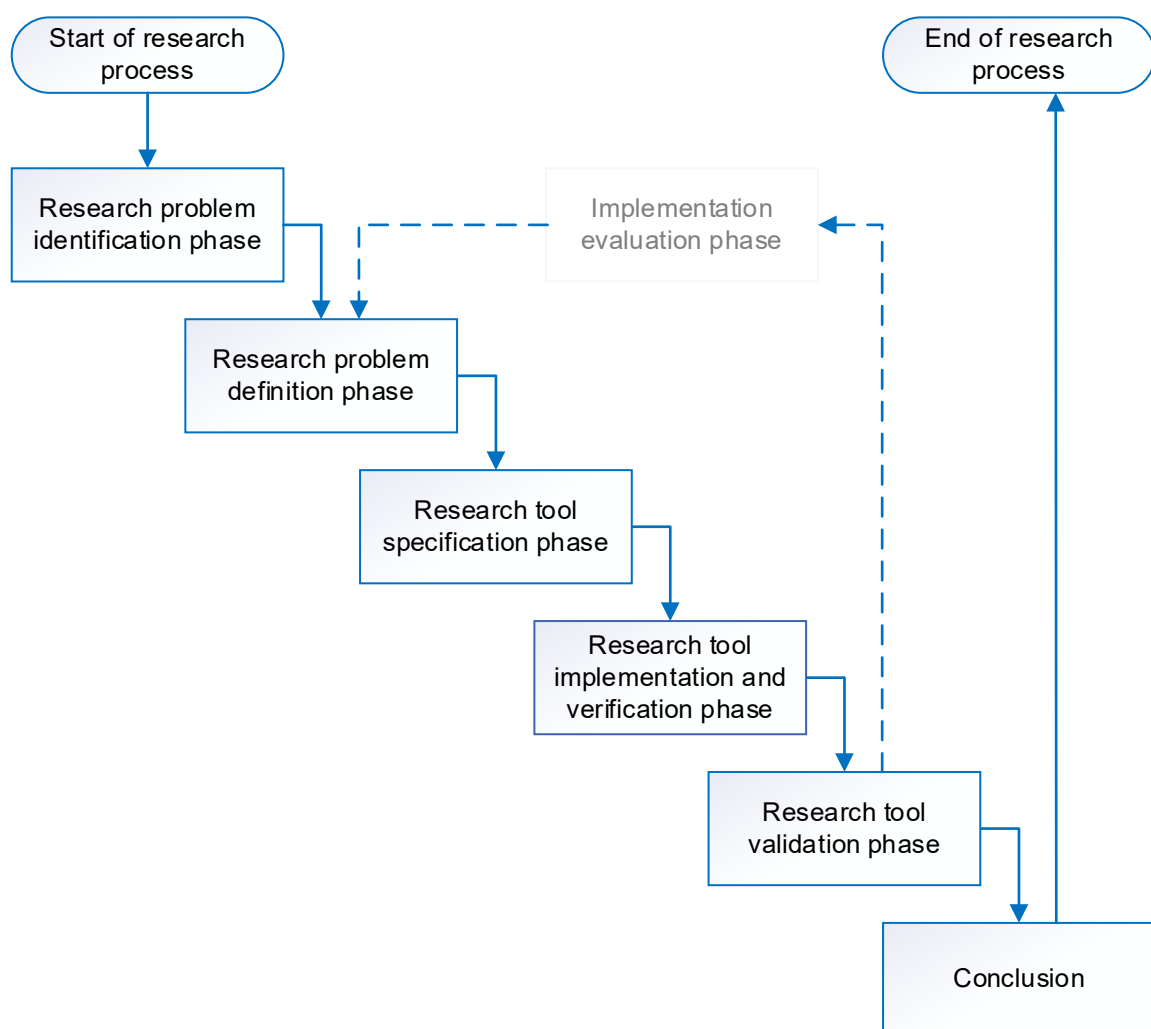 Start of research
process
End of research
process
Research problem
identification phase
Implementation
evaluation phase
Research problem
definition phase
Research tool
specification phase
Research tool
implementation and
verification phase
Research tool
validation phase
Conclusion